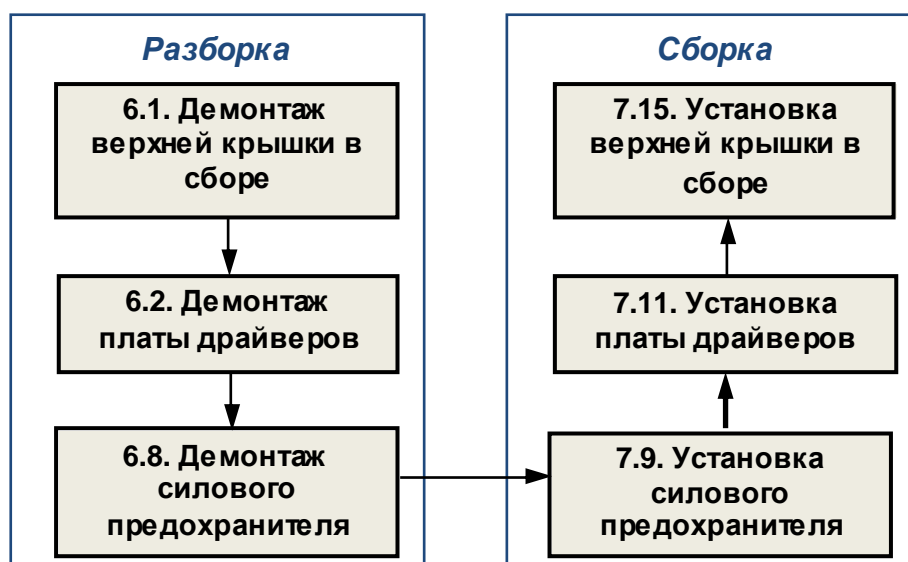 Разборка
6.1. Демонтаж
верхней крышки в
сборе
6.2. Демонтаж
платы драйверов
6.8. Демонтаж
силового
предохранителя
Сборка
7.15. Установка
верхней крышки в
сборе
7.11. Установка
платы драйверов
7.9. Установка
силового
предохранителя